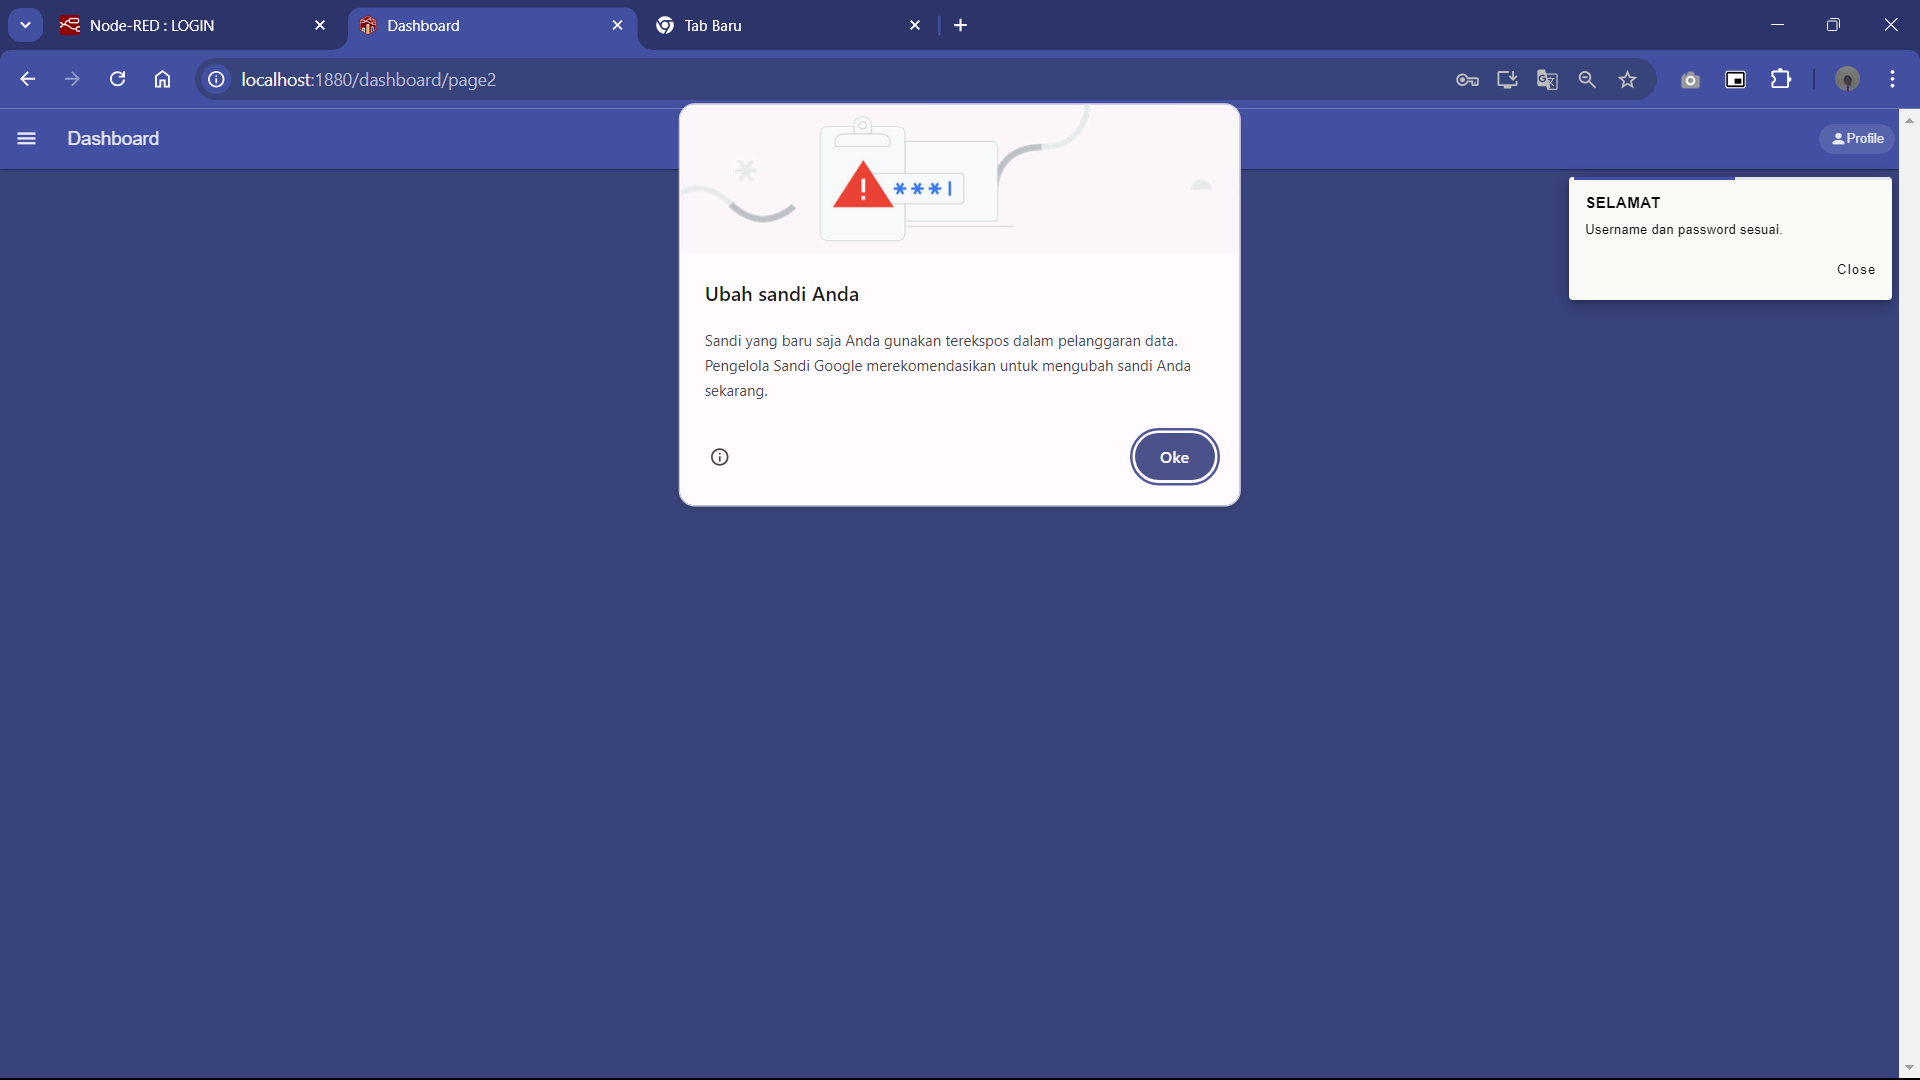 Node-RED : LOGIN
Dashboard
Tab Baru
localhost:1880/dashboard/page2
Dashboard
Profile
***|
SELAMAT
Username dan password sesuai.
Close
Ubah sandi Anda
Sandi yang baru saja Anda gunakan terekspos dalam pelanggaran data.
Pengelola Sandi Google merekomendasikan untuk mengubah sandi Anda
sekarang.
Oke